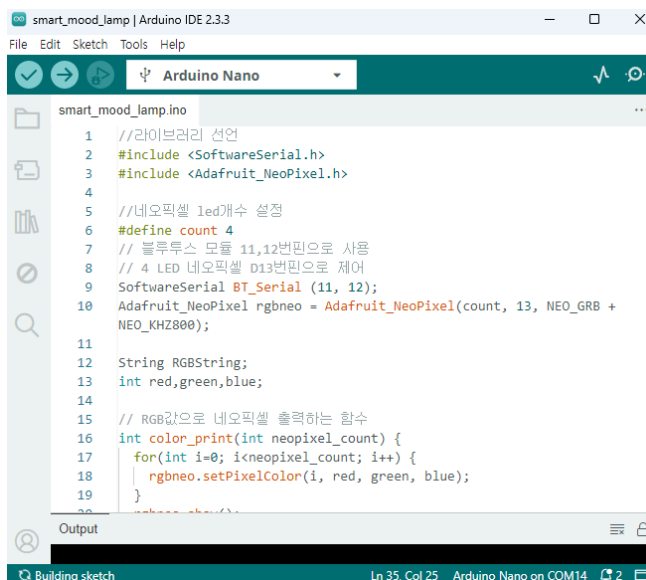 smart_mood_lamp | Arduino IDE 2.3.3
File Edit Sketch Tools Help
Arduino Nano
smart_mood_lamp.ino
1 //라이브러리 선언
2 #include <SoftwareSerial.h>
3 #include <Adafruit_NeoPixel.h>
4
5 //네오픽셀 led개수 설정
6 #define count 4
7 // 블루투스 모듈 11,12번핀으로 사용
8 // 4 LED 네오픽셀 D13번핀으로 제어
9 SoftwareSerial BT_Serial (11, 12);
10 Adafruit_NeoPixel rgbneo = Adafruit_NeoPixel(count, 13, NEO_GRB +
NEO_KHZ800);
11
12 String RGBString;
13 int red,green,blue;
14
15 // RGB값으로 네오픽셀 출력하는 함수
16 int color_print(int neopixel_count) {
17 for(int i=0; i<neopixel_count; i++) {
18 rgbneo.setPixelColor(i, red, green, blue);
19 }
Output
Building sketch Ln 35, Col 25 Arduino Nano on COM14 2